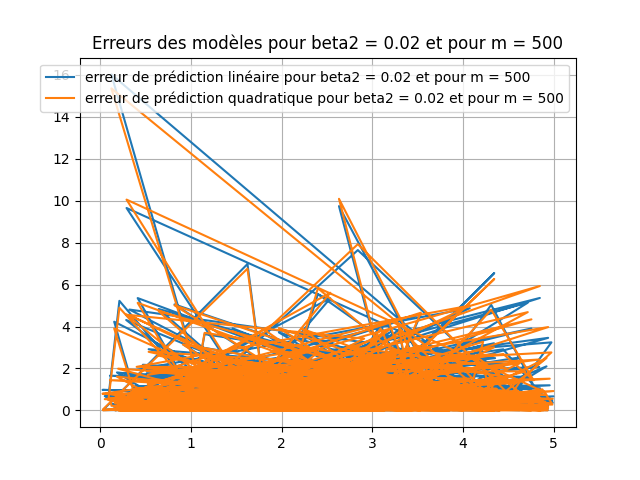 Erreurs des modèles pour beta2 = 0.02 et pour m = 500
erreur de prédiction linéaire pour beta2 = 0.02 et pour m = 500
erreur de prédiction quadratique pour beta2 = 0.02 et pour m = 500
16
14
12
10
8
6
4
2
0
0 1 2 3 4 5